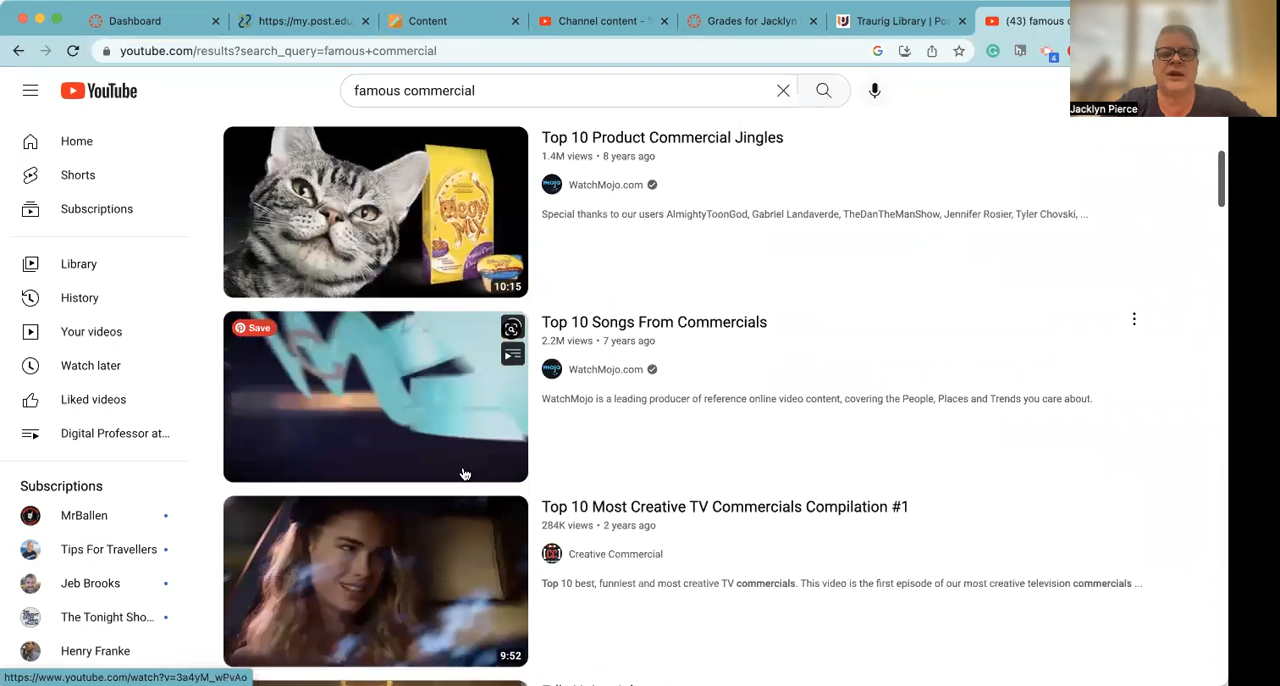 Dashboard
https://my.post.edu
Content
Channel content -
Grades for Jacklyn
Traurig Library | Pos
(43) famous c
youtube.com/results?search_query=famous+commercial
4
YouTube
famous commercial
Jacklyn Pierce
Home
Shorts
Subscriptions
Library
History
Your videos
Watch later
Liked videos
Digital Professor at...
Subscriptions
MrBallen
Tips For Travellers
Jeb Brooks
The Tonight Sho...
Henry Franke
MEOW
MIX
10:15
Top 10 Product Commercial Jingles
1.4M views • 8 years ago
mojo WatchMojo.com
Special thanks to our users AlmightyToonGod, Gabriel Landaverde, TheDanTheManShow, Jennifer Rosier, Tyler Chovski, ...
Save
Top 10 Songs From Commercials
2.2M views • 7 years ago
mojo WatchMojo.com
WatchMojo is a leading producer of reference online video content, covering the People, Places and Trends you care about.
9:52
Top 10 Most Creative TV Commercials Compilation #1
284K views • 2 years ago
CC Creative Commercial
Top 10 best, funniest and most creative TV commercials. This video is the first episode of our most creative television commercials ...
https://www.youtube.com/watch?v=3a4yM_wPvAo